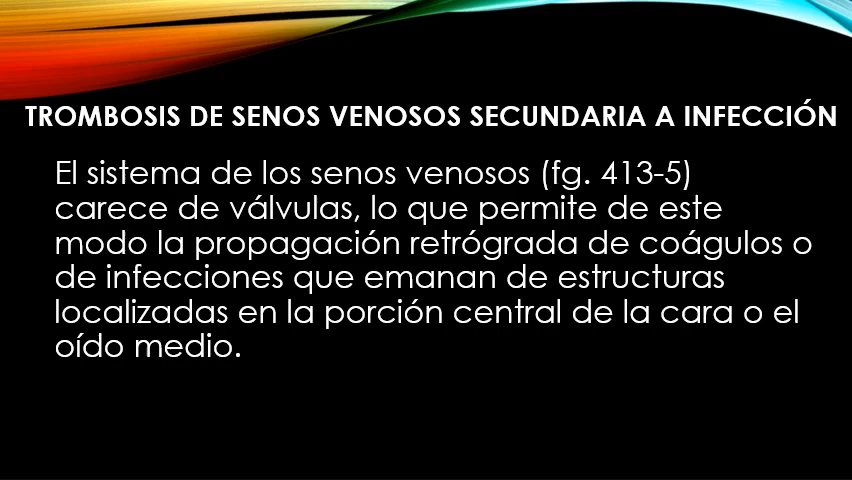 TROMBOSIS DE SENOS VENOSOS SECUNDARIA A INFECCIÓN
El sistema de los senos venosos (fg. 413-5)
carece de válvulas, lo que permite de este
modo la propagación retrógrada de coágulos o
de infecciones que emanan de estructuras
localizadas en la porción central de la cara o el
oído medio.